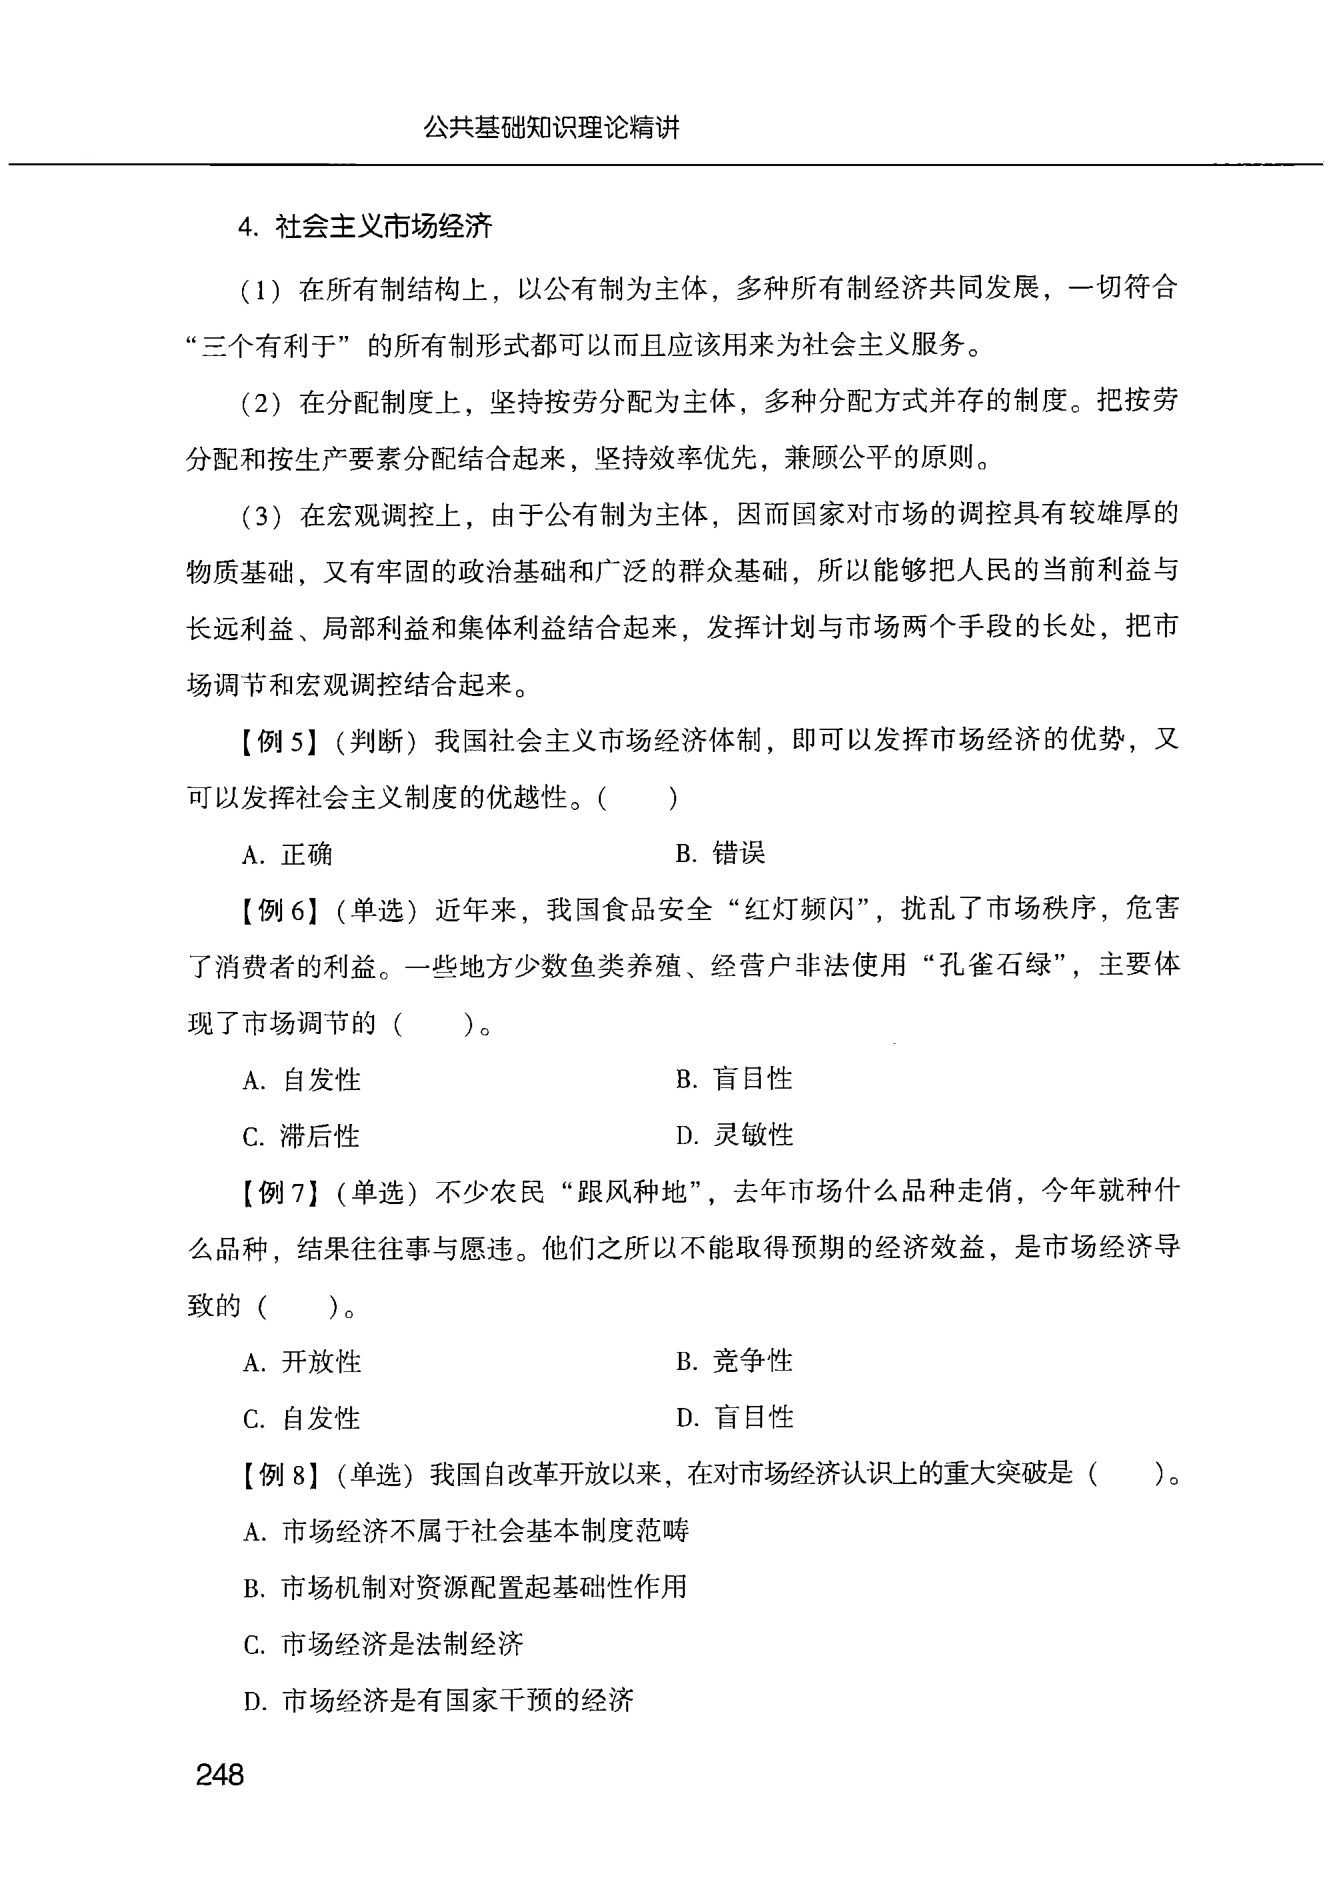 公共基础知识理论精讲
4. 社会主义市场经济
(1) 在所有制结构上，以公有制为主体，多种所有制经济共同发展，一切符合
“三个有利于” 的所有制形式都可以而且应该用来为社会主义服务。
(2) 在分配制度上，坚持按劳分配为主体，多种分配方式并存的制度。把按劳
分配和按生产要素分配结合起来，坚持效率优先，兼顾公平的原则。
(3) 在宏观调控上，由于公有制为主体，因而国家对市场的调控具有较雄厚的
物质基础，又有牢固的政治基础和广泛的群众基础，所以能够把人民的当前利益与
长远利益、局部利益和集体利益结合起来，发挥计划与市场两个手段的长处，把市
场调节和宏观调控结合起来。
【例 5】(判断) 我国社会主义市场经济体制，即可以发挥市场经济的优势，又
可以发挥社会主义制度的优越性。(　　)
A. 正确 B. 错误
【例 6】(单选) 近年来，我国食品安全 “红灯频闪”，扰乱了市场秩序，危害
了消费者的利益。一些地方少数鱼类养殖、经营户非法使用 “孔雀石绿”，主要体
现了市场调节的 (　　)。
A. 自发性 B. 盲目性
C. 滞后性 D. 灵敏性
【例 7】(单选) 不少农民 “跟风种地”，去年市场什么品种走俏，今年就种什
么品种，结果往往事与愿违。他们之所以不能取得预期的经济效益，是市场经济导
致的 (　　)。
A. 开放性 B. 竞争性
C. 自发性 D. 盲目性
【例 8】(单选) 我国自改革开放以来，在对市场经济认识上的重大突破是 (　　)。
A. 市场经济不属于社会基本制度范畴
B. 市场机制对资源配置起基础性作用
C. 市场经济是法制经济
D. 市场经济是有国家干预的经济
248